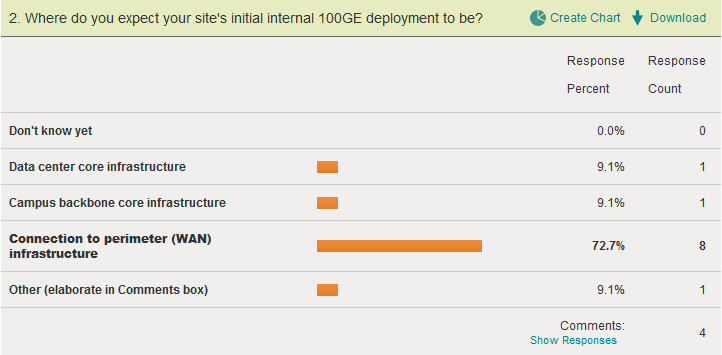 2. Where do you expect your site's initial internal 100GE deployment to be? Create Chart Download
Response Response
Percent Count
Don't know yet 0.0% 0
Data center core infrastructure 9.1% 1
Campus backbone core infrastructure 9.1% 1
Connection to perimeter (WAN)
infrastructure 72.7% 8
Other (elaborate in Comments box) 9.1% 1
Comments:
Show Responses 4